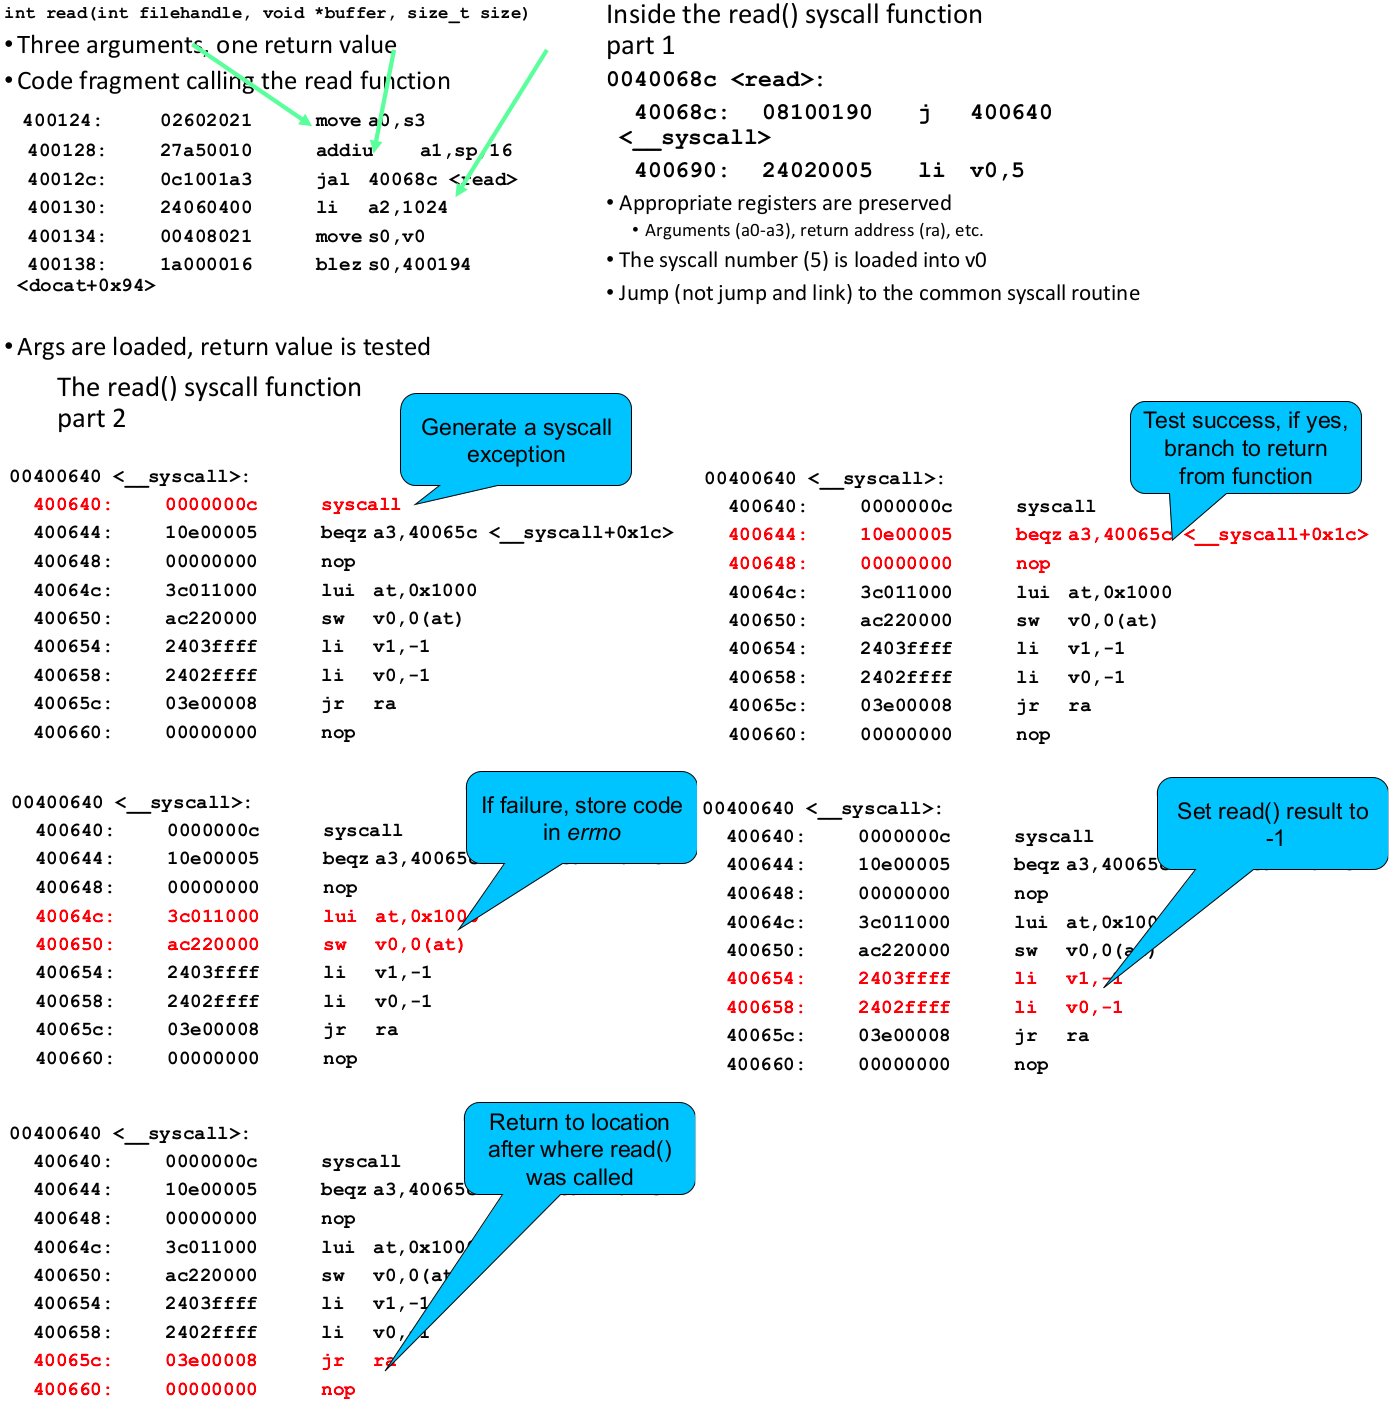 int read(int filehandle, void *buffer, size_t size)
• Three arguments, one return value
• Code fragment calling the read function
400124: 02602021 move a0,s3
400128: 27a50010 addiu a1,sp,16
40012c: 0c1001a3 jal 40068c <read>
400130: 24060400 li a2,1024
400134: 00408021 move s0,v0
400138: 1a000016 blez s0,400194
<docat+0x94>
• Args are loaded, return value is tested
Inside the read() syscall function
part 1
0040068c <read>:
40068c: 08100190 j 400640
<__syscall>
400690: 24020005 li v0,5
• Appropriate registers are preserved
• Arguments (a0-a3), return address (ra), etc.
• The syscall number (5) is loaded into v0
• Jump (not jump and link) to the common syscall routine
The read() syscall function
part 2
Generate a syscall
exception
00400640 <__syscall>:
400640: 0000000c syscall
400644: 10e00005 beqz a3,40065c <__syscall+0x1c>
400648: 00000000 nop
40064c: 3c011000 lui at,0x1000
400650: ac220000 sw v0,0(at)
400654: 2403ffff li v1,-1
400658: 2402ffff li v0,-1
40065c: 03e00008 jr ra
400660: 00000000 nop
Test success, if yes,
branch to return
from function
00400640 <__syscall>:
400640: 0000000c syscall
400644: 10e00005 beqz a3,40065c <__syscall+0x1c>
400648: 00000000 nop
40064c: 3c011000 lui at,0x1000
400650: ac220000 sw v0,0(at)
400654: 2403ffff li v1,-1
400658: 2402ffff li v0,-1
40065c: 03e00008 jr ra
400660: 00000000 nop
If failure, store code
in errno
00400640 <__syscall>:
400640: 0000000c syscall
400644: 10e00005 beqz a3,40065c
400648: 00000000 nop
40064c: 3c011000 lui at,0x1000
400650: ac220000 sw v0,0(at)
400654: 2403ffff li v1,-1
400658: 2402ffff li v0,-1
40065c: 03e00008 jr ra
400660: 00000000 nop
Set read() result to
-1
00400640 <__syscall>:
400640: 0000000c syscall
400644: 10e00005 beqz a3,40065c
400648: 00000000 nop
40064c: 3c011000 lui at,0x100
400650: ac220000 sw v0,0(at)
400654: 2403ffff li v1,-1
400658: 2402ffff li v0,-1
40065c: 03e00008 jr ra
400660: 00000000 nop
Return to location
after where read()
was called
00400640 <__syscall>:
400640: 0000000c syscall
400644: 10e00005 beqz a3,40065c
400648: 00000000 nop
40064c: 3c011000 lui at,0x1000
400650: ac220000 sw v0,0(at
400654: 2403ffff li v1,-1
400658: 2402ffff li v0,-1
40065c: 03e00008 jr ra
400660: 00000000 nop